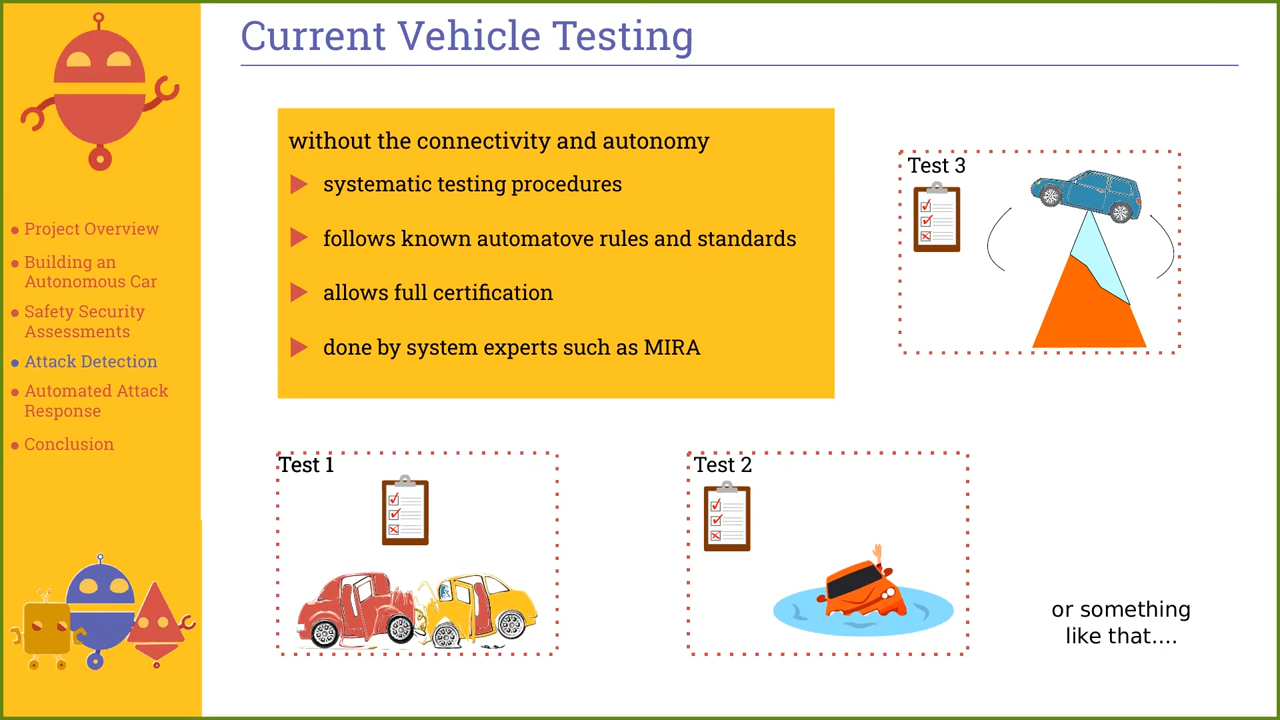 Current Vehicle Testing
without the connectivity and autonomy
systematic testing procedures
follows known automatove rules and standards
allows full certification
done by system experts such as MIRA
Test 3
Project Overview
Building an
Autonomous Car
Safety Security
Assessments
Attack Detection
Automated Attack
Response
Conclusion
Test 1
Test 2
or something
like that....